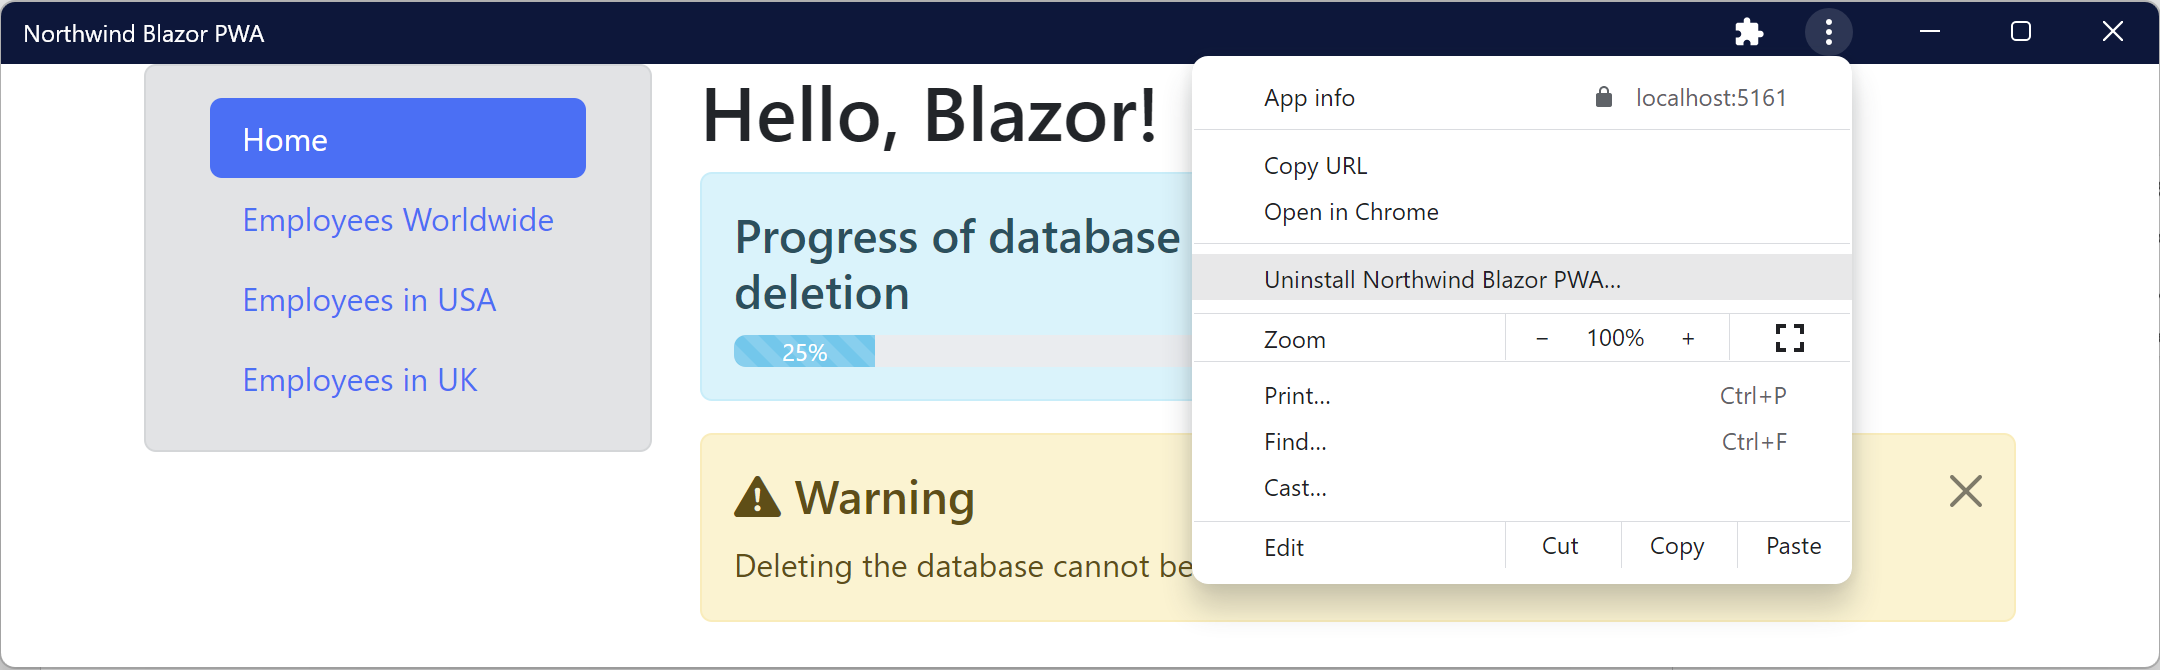 Northwind Blazor PWA
Home
Employees Worldwide
Employees in USA
Employees in UK
Hello, Blazor!
Progress of database
deletion
25%
Warning
Deleting the database cannot be
App info localhost:5161
Copy URL
Open in Chrome
Uninstall Northwind Blazor PWA...
Zoom − 100% +
Print... Ctrl+P
Find... Ctrl+F
Cast...
Edit Cut Copy Paste